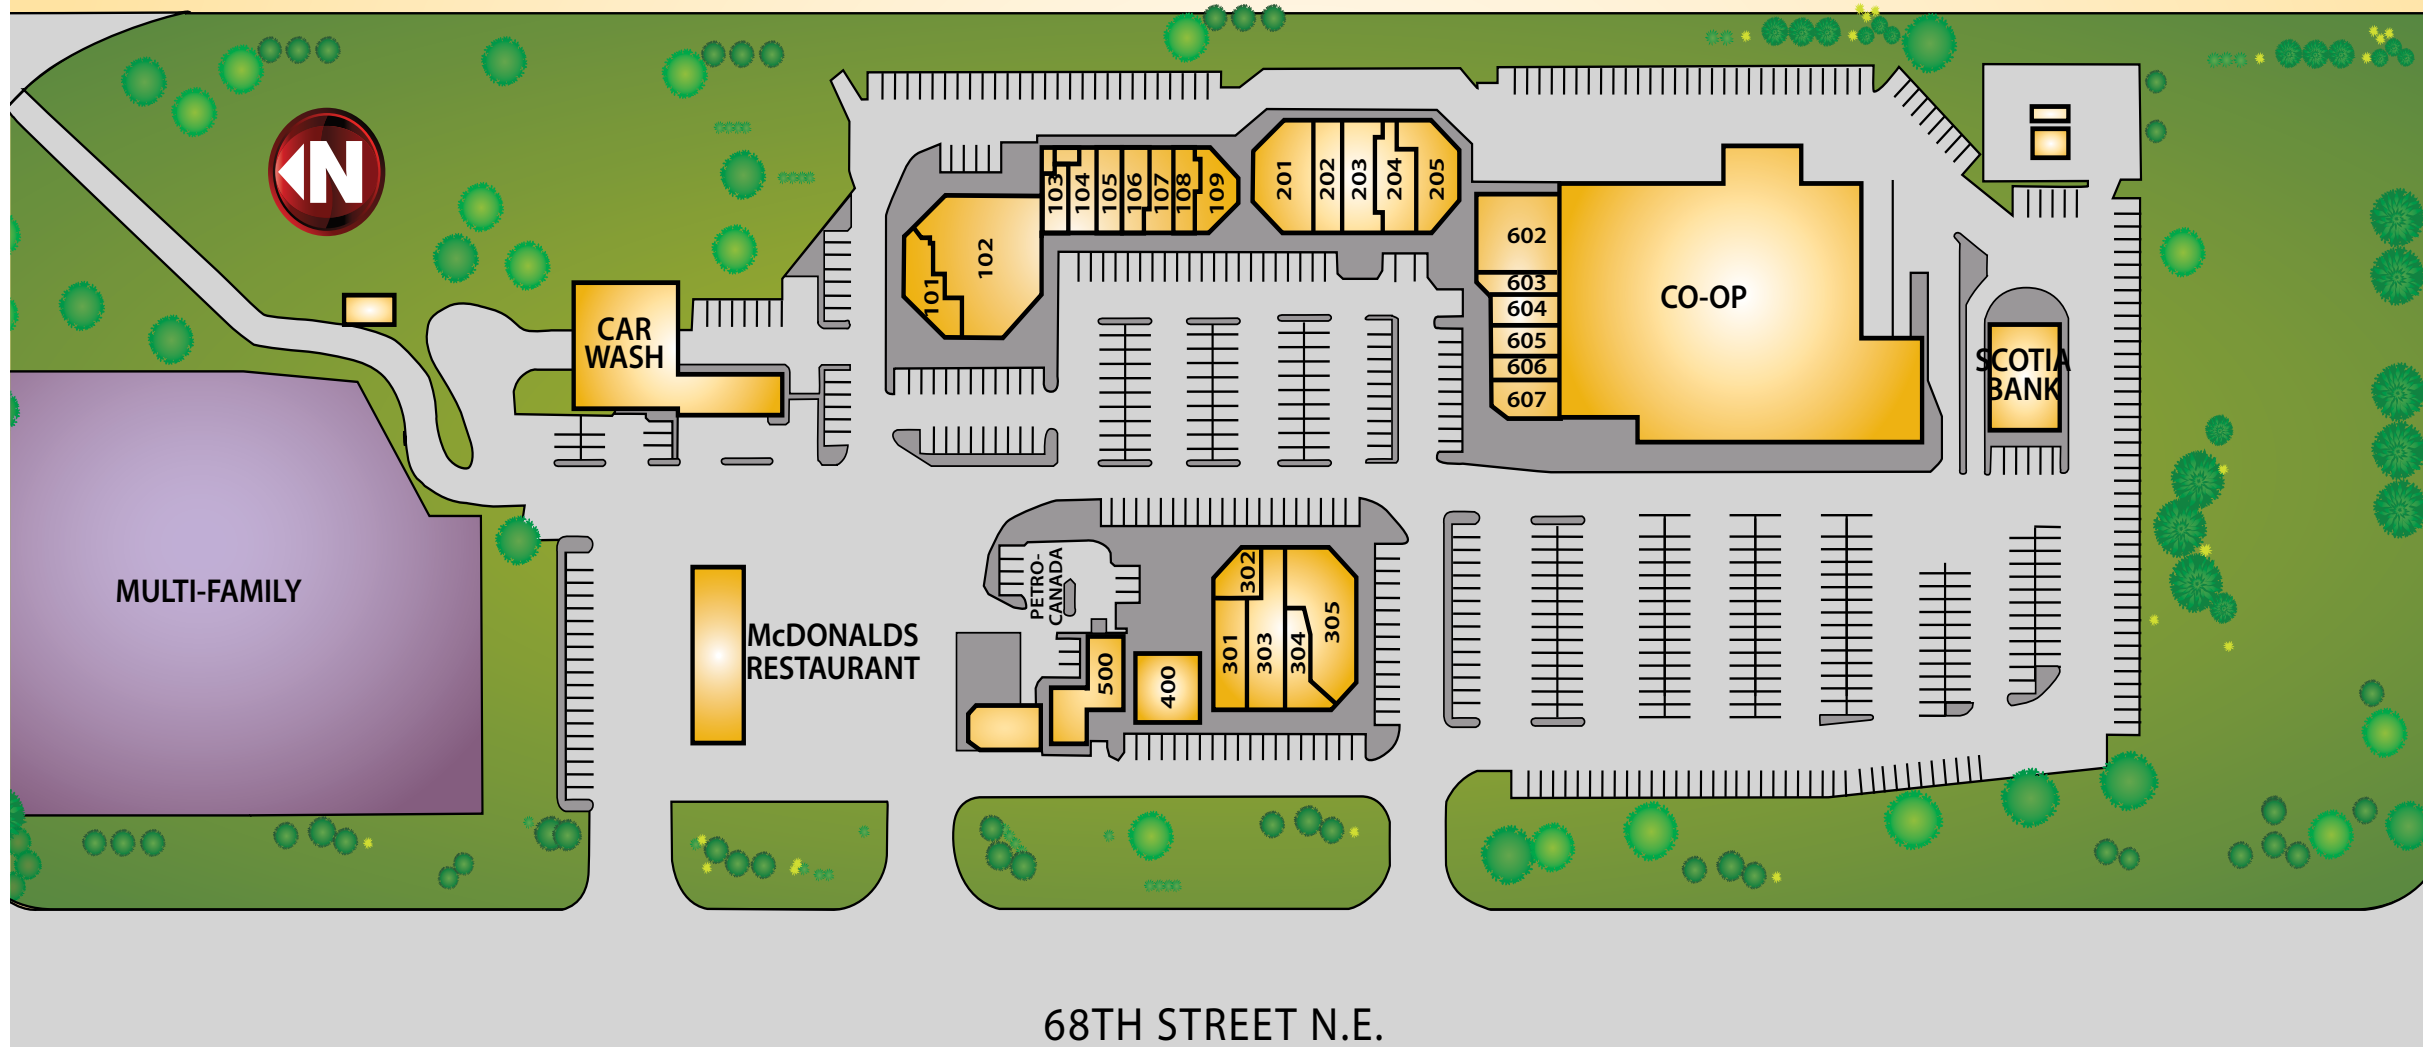 N
103
104
105
106
107
108
109
201
202
203
204
205
101
102
602
603
604
605
606
607
CO-OP
CAR
WASH
SCOTIA
BANK
MULTI-FAMILY
McDONALDS
RESTAURANT
PETRO-
CANADA
500
400
301
302
303
304
305
68TH STREET N.E.